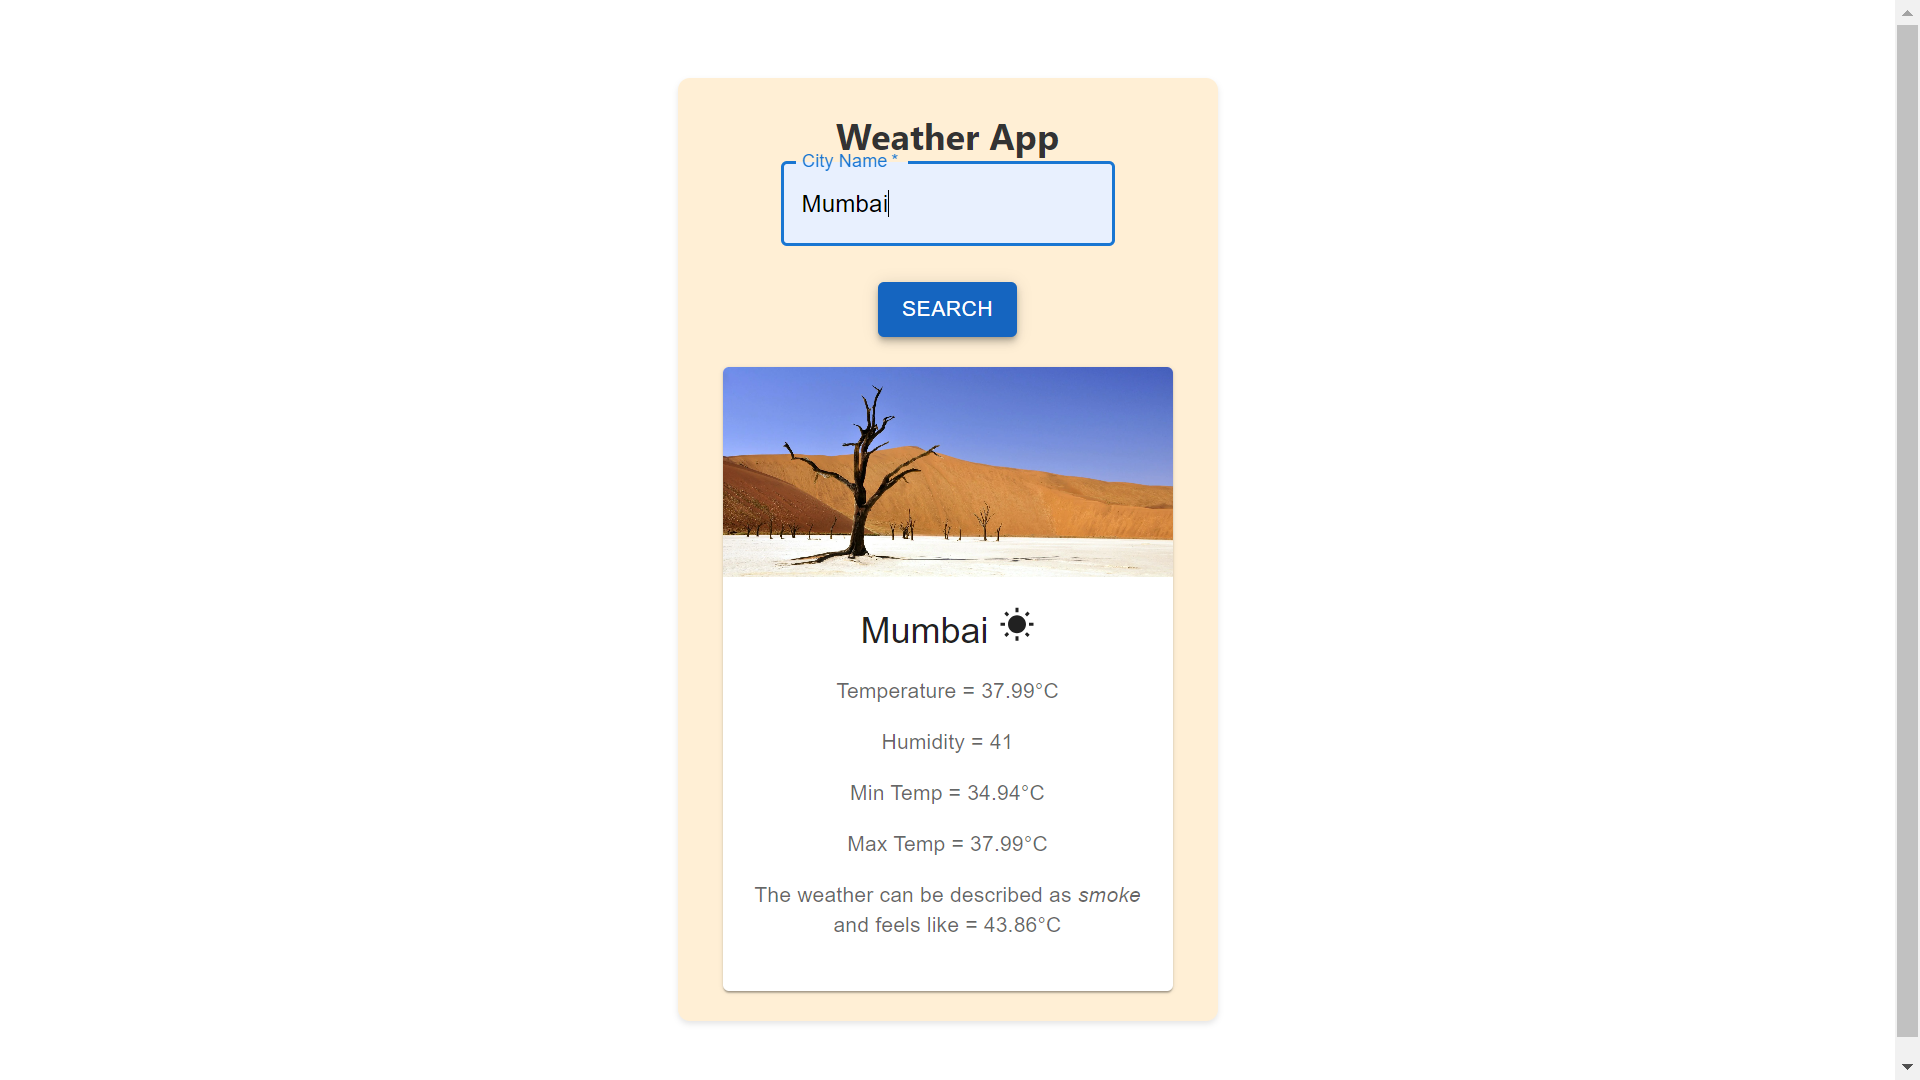 Weather App
City Name *
Mumbai
SEARCH
Mumbai
Temperature = 37.99°C
Humidity = 41
Min Temp = 34.94°C
Max Temp = 37.99°C
The weather can be described as smoke
and feels like = 43.86°C